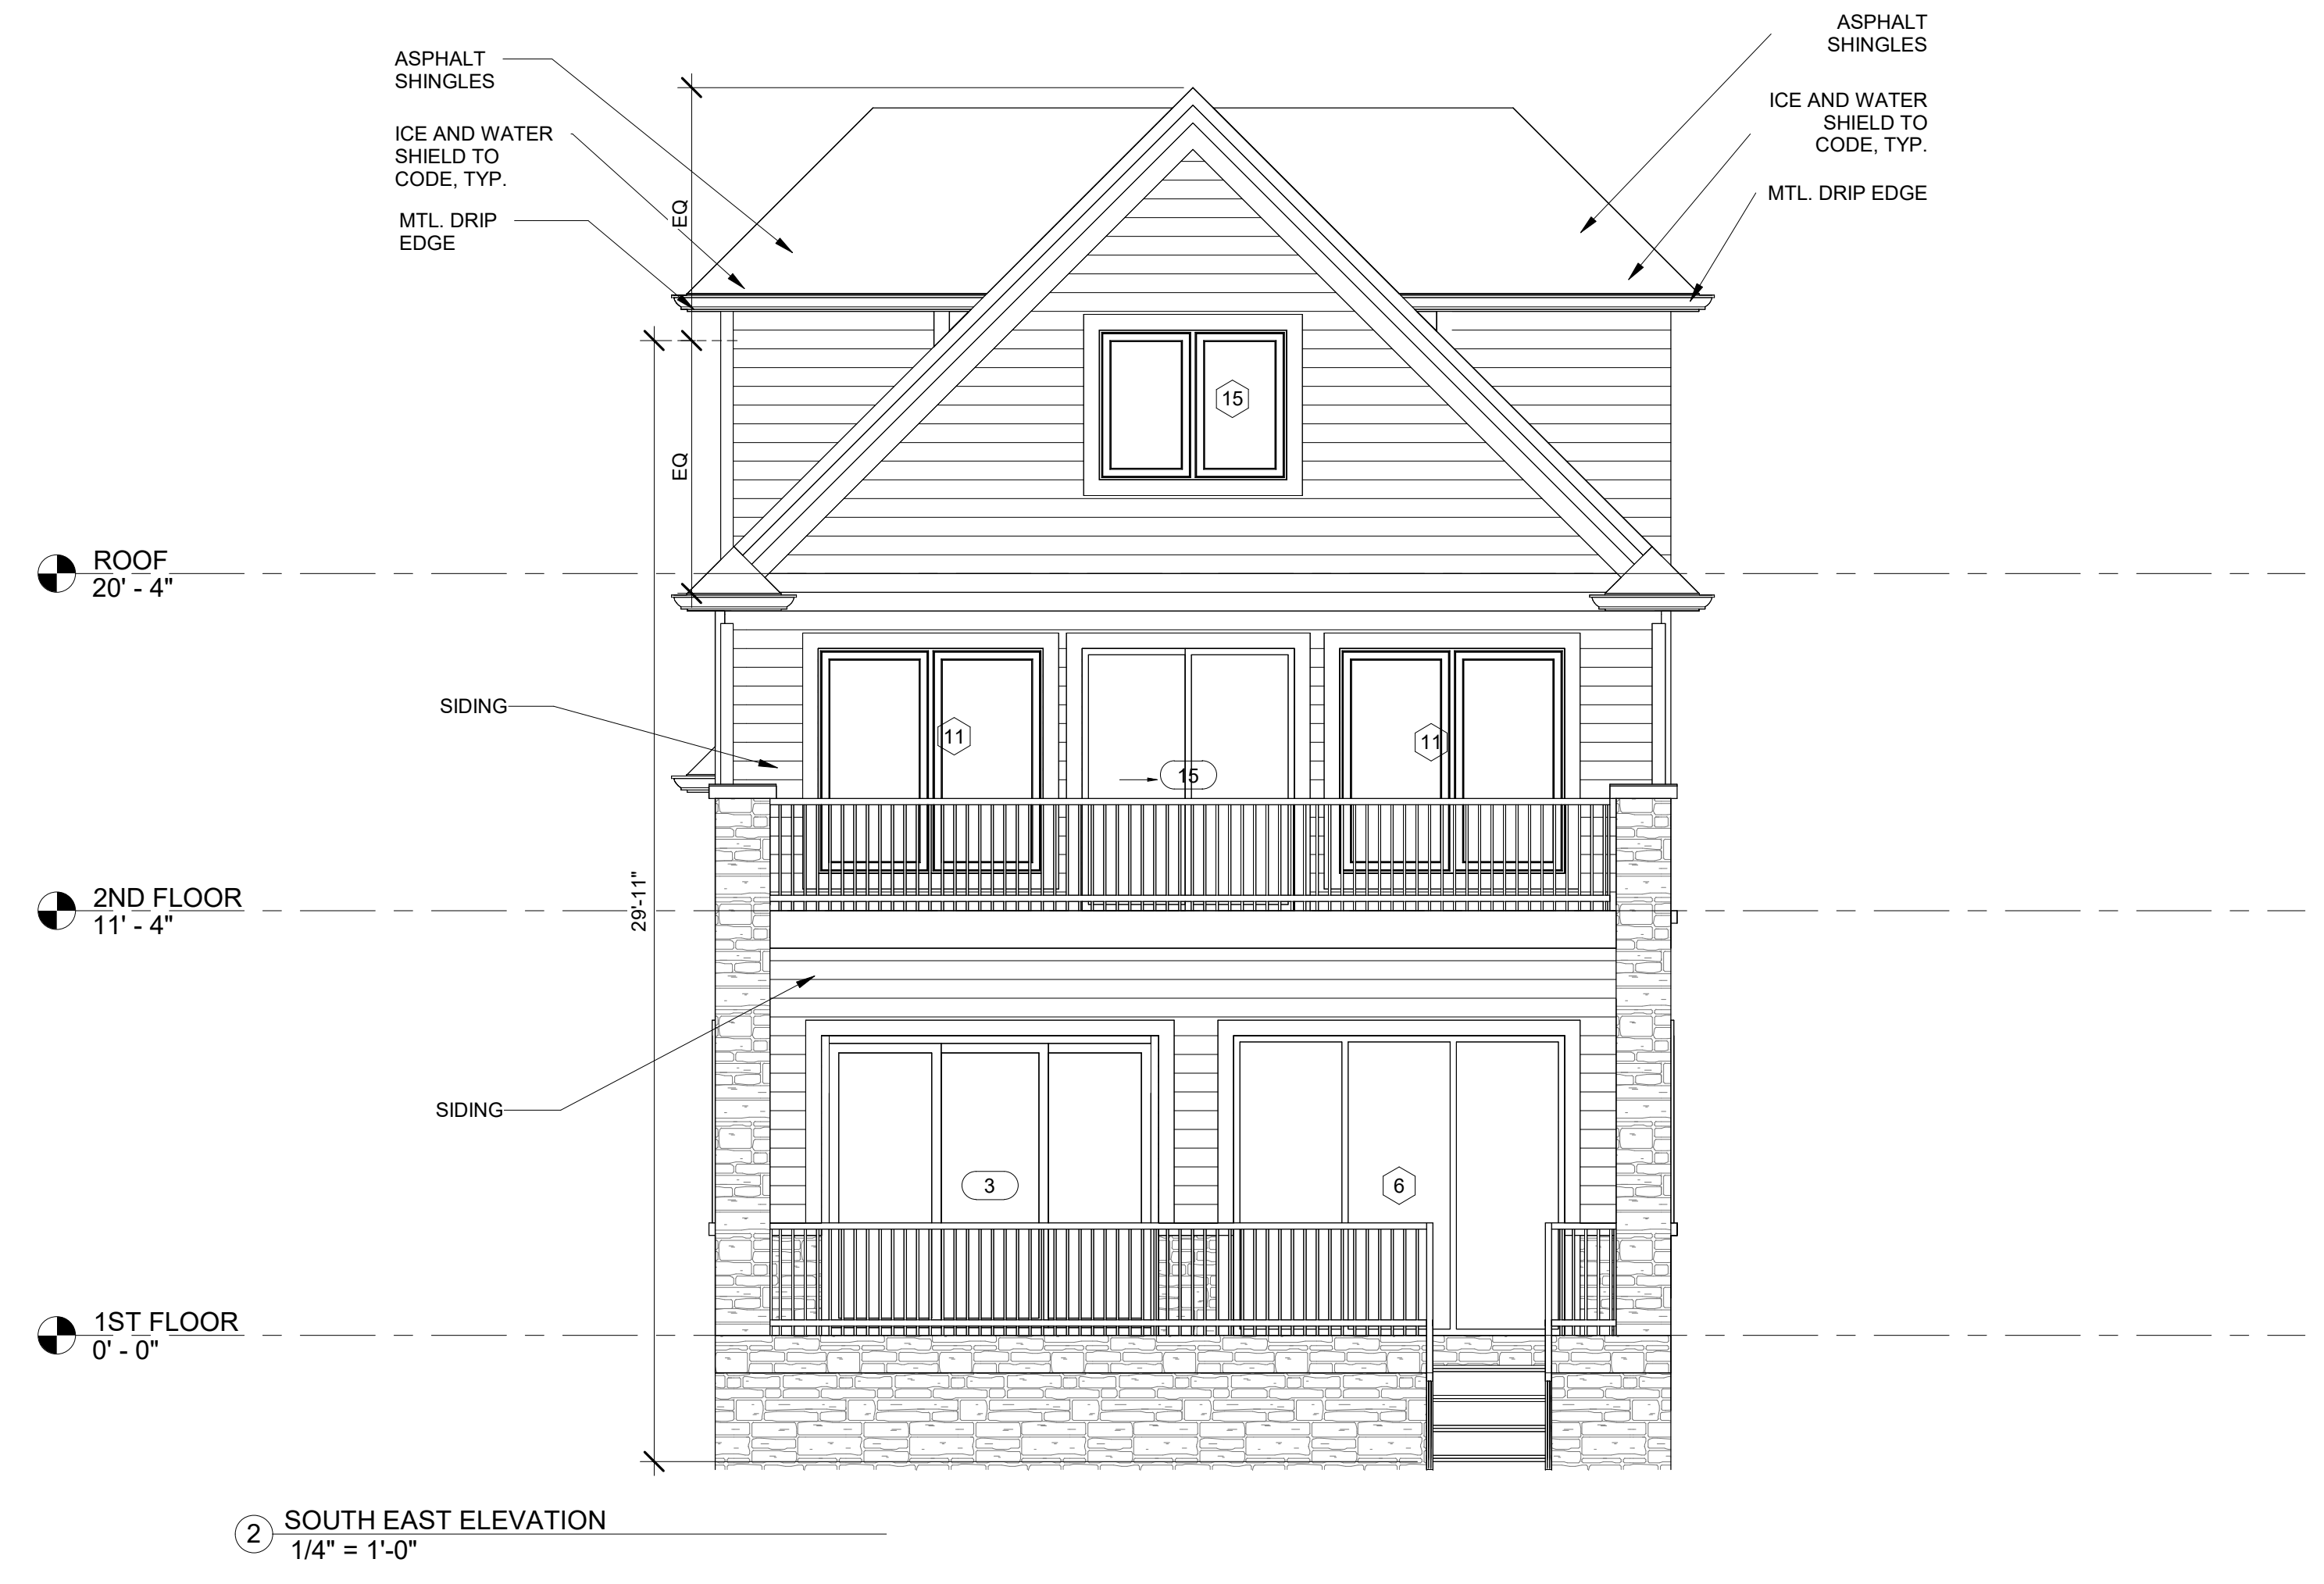 ASPHALT
SHINGLES
ICE AND WATER
SHIELD TO
CODE, TYP.
MTL. DRIP
EDGE
ASPHALT
SHINGLES
ICE AND WATER
SHIELD TO
CODE, TYP.
MTL. DRIP EDGE
EQ
EQ
15
ROOF
20' - 4"
SIDING
11
15
11
29'-11"
2ND FLOOR
11' - 4"
SIDING
3
6
1ST FLOOR
0' - 0"
2
SOUTH EAST ELEVATION
1/4" = 1'-0"